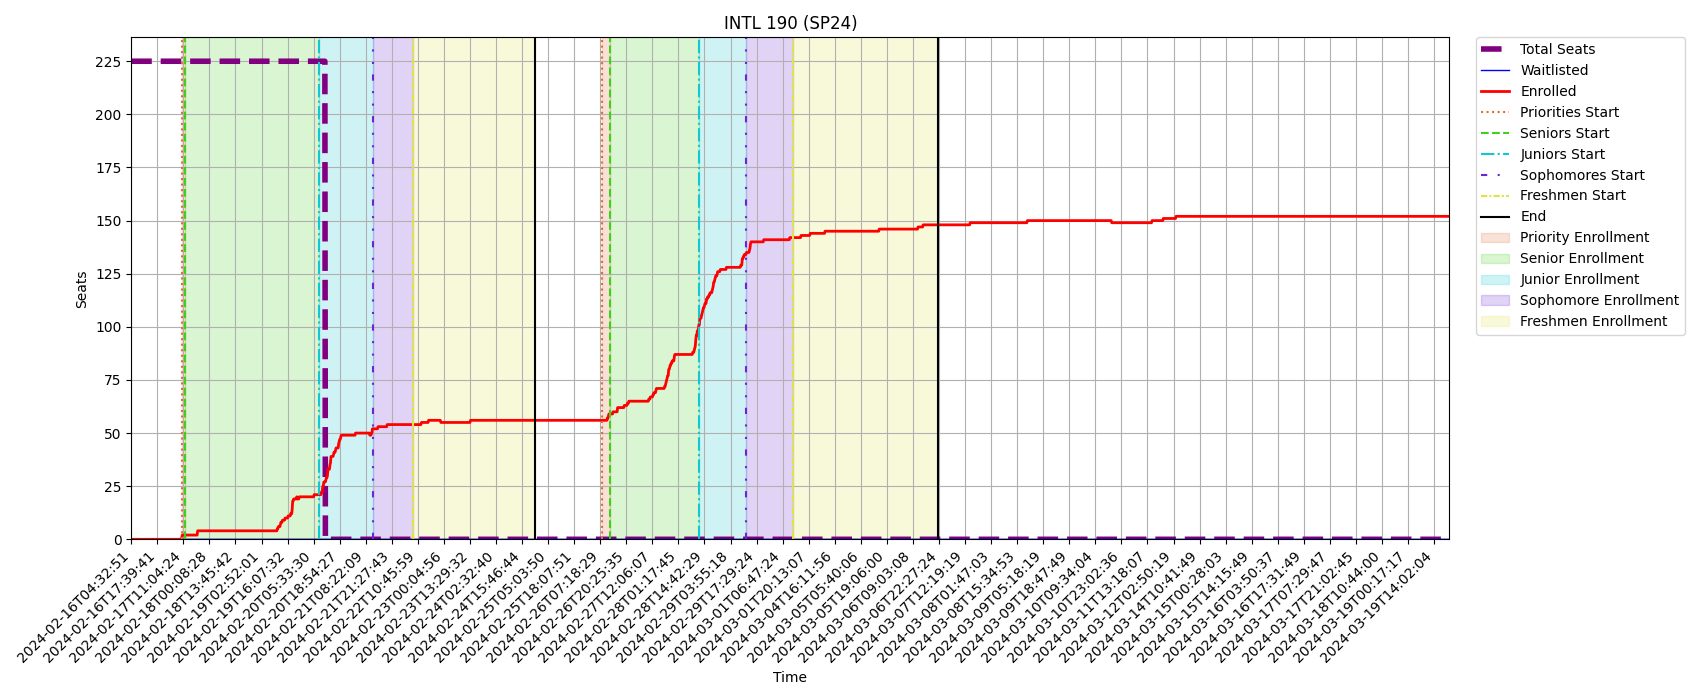 INTL 190 (SP24)
Seats
225
200
175
150
125
100
75
50
25
0
2024-02-16T04:32:51
2024-02-16T17:39:41
2024-02-17T11:04:24
2024-02-18T00:08:28
2024-02-18T13:45:42
2024-02-19T02:52:01
2024-02-19T16:07:32
2024-02-20T05:33:30
2024-02-20T18:54:27
2024-02-21T08:22:09
2024-02-21T21:27:43
2024-02-22T10:45:59
2024-02-23T00:04:56
2024-02-23T13:29:32
2024-02-24T02:32:40
2024-02-24T15:46:44
2024-02-25T05:03:50
2024-02-25T18:07:51
2024-02-26T07:18:29
2024-02-26T20:25:35
2024-02-27T12:06:07
2024-02-28T01:17:45
2024-02-28T14:42:29
2024-02-29T03:55:18
2024-02-29T17:29:24
2024-03-01T06:47:24
2024-03-01T20:13:07
2024-03-04T16:11:56
2024-03-05T05:40:06
2024-03-05T19:06:00
2024-03-06T09:03:08
2024-03-06T22:27:24
2024-03-07T12:19:19
2024-03-08T01:47:03
2024-03-08T15:34:53
2024-03-09T05:18:19
2024-03-09T18:47:49
2024-03-10T09:34:04
2024-03-10T23:02:36
2024-03-11T13:18:07
2024-03-12T02:50:19
2024-03-14T10:41:49
2024-03-15T00:28:03
2024-03-15T14:15:49
2024-03-16T03:50:37
2024-03-16T17:31:49
2024-03-17T07:29:47
2024-03-17T21:02:45
2024-03-18T10:44:00
2024-03-19T00:17:17
2024-03-19T14:02:04
Time
Total Seats
Waitlisted
Enrolled
Priorities Start
Seniors Start
Juniors Start
Sophomores Start
Freshmen Start
End
Priority Enrollment
Senior Enrollment
Junior Enrollment
Sophomore Enrollment
Freshmen Enrollment